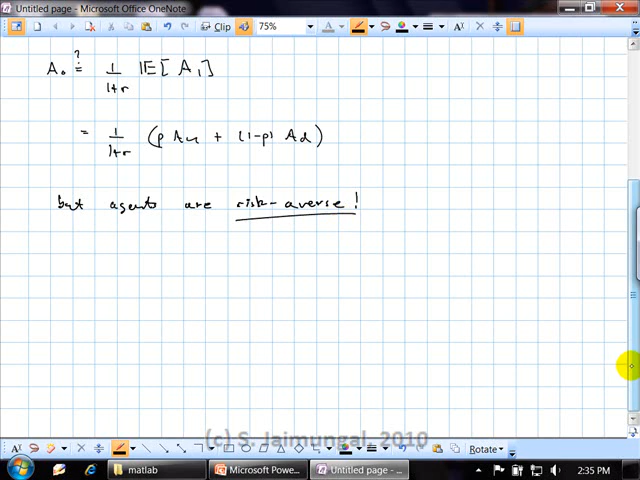 Untitled page - Microsoft Office OneNote
Clip 75%
A₀ ?= 1/(1+r) 𝔼[A₁]
= 1/(1+r) (p Au + (1-p) Ad)
but agents are risk-averse!
(c) S. Jaimungal, 2010
Rotate
matlab Microsoft Powe... Untitled page - ... 2:35 PM